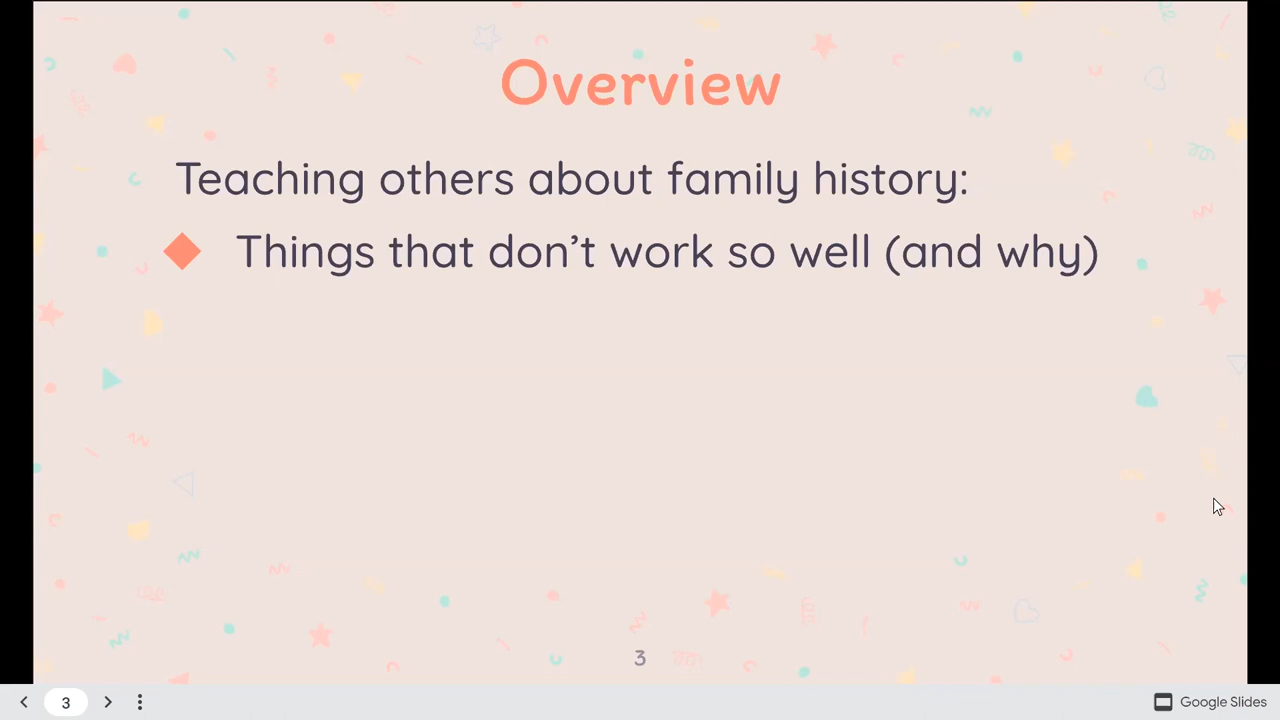 Overview
Teaching others about family history:
Things that don’t work so well (and why)
3
3
Google Slides